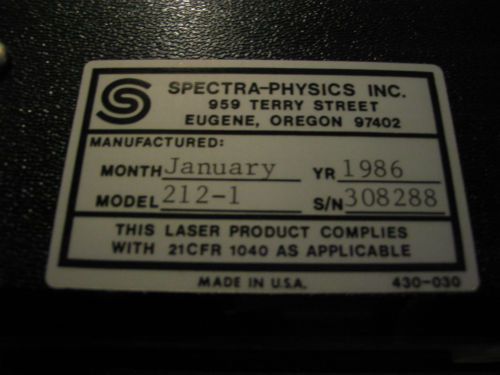 SPECTRA-PHYSICS INC.
959 TERRY STREET
EUGENE, OREGON 97402
MANUFACTURED:
MONTH January YR 1986
MODEL 212-1 S/N 308288
THIS LASER PRODUCT COMPLIES
WITH 21CFR 1040 AS APPLICABLE
MADE IN U.S.A. 430-030